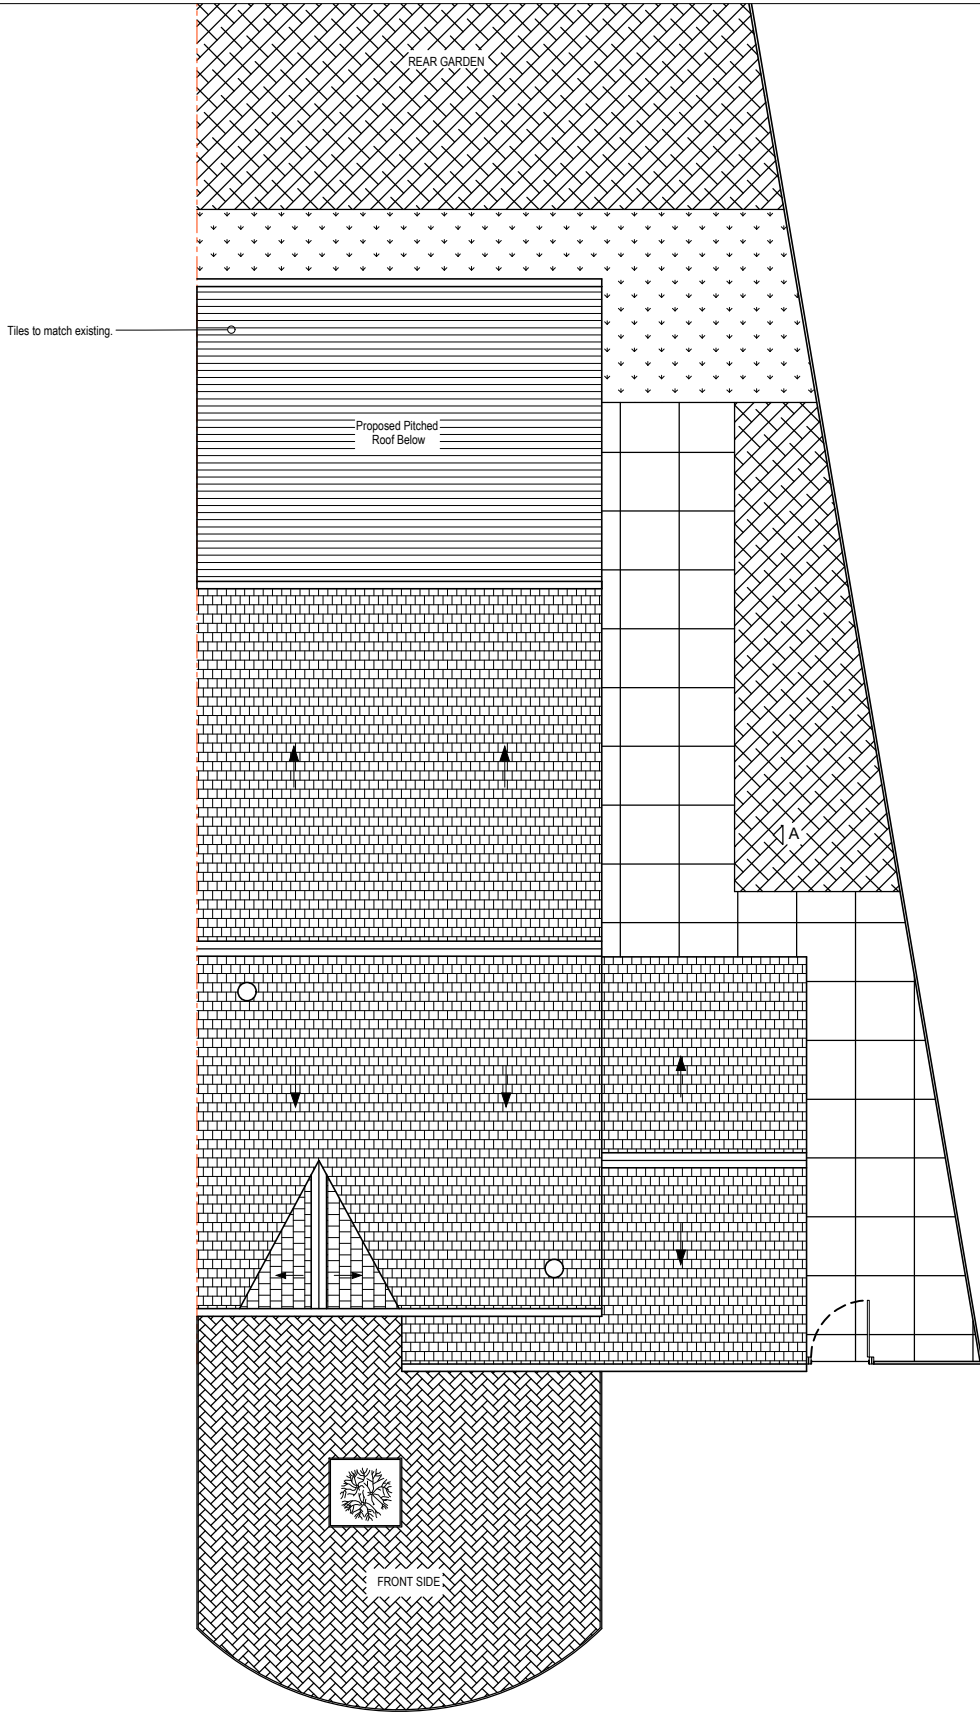 REAR GARDEN
Tiles to match existing.
Proposed Pitched
Roof Below
A
FRONT SIDE